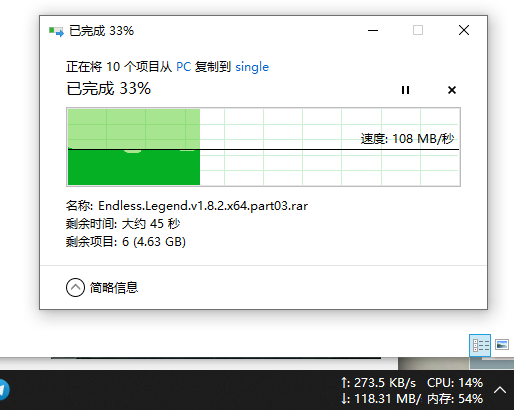 已完成 33%
正在将 10 个项目从 PC 复制到 single
已完成 33%
速度: 108 MB/秒
名称: Endless.Legend.v1.8.2.x64.part03.rar
剩余时间: 大约 45 秒
剩余项目: 6 (4.63 GB)
简略信息
↑: 273.5 KB/s CPU: 14%
↓: 118.31 MB/ 内存: 54%